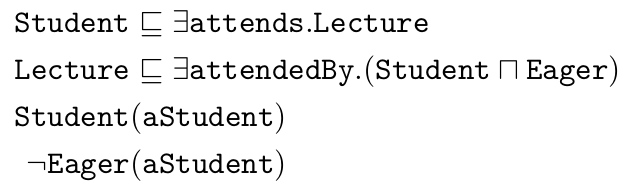 Student ⊑ ∃attends.Lecture
Lecture ⊑ ∃attendedBy.(Student ⊓ Eager)
Student(aStudent)
¬Eager(aStudent)